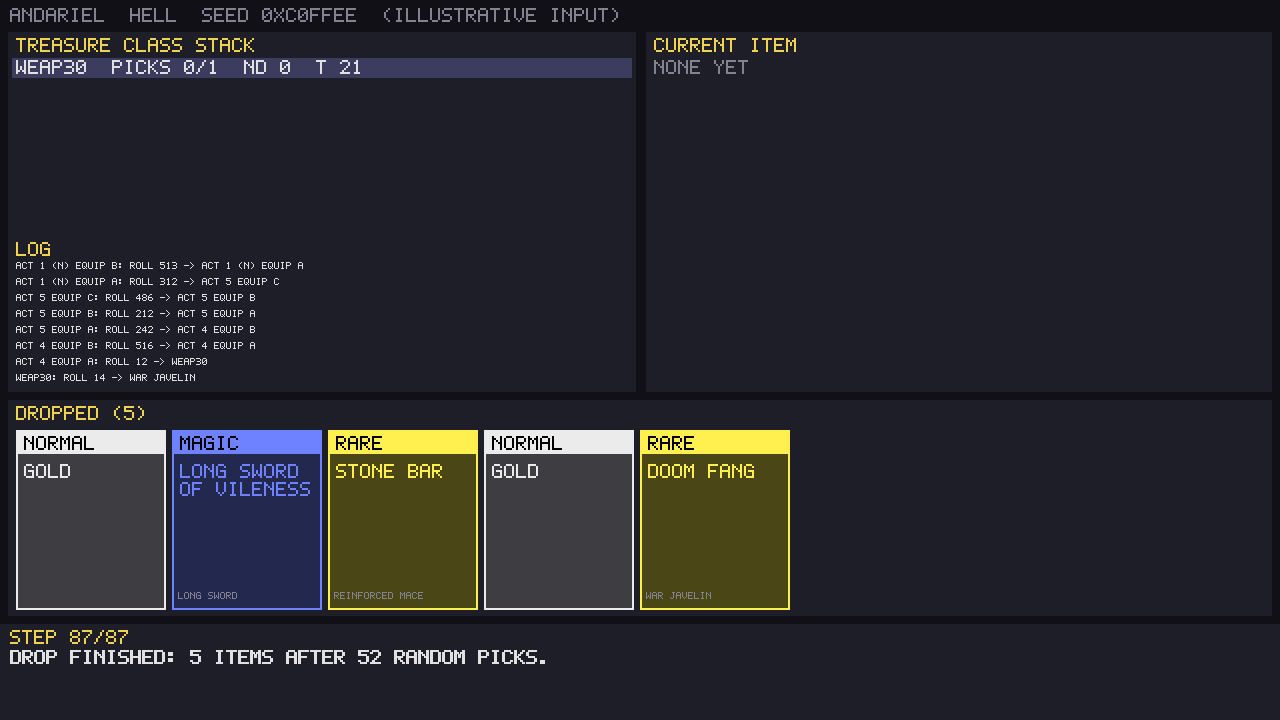 ANDARIEL  HELL  SEED 0XC0FFEE  (ILLUSTRATIVE INPUT)
TREASURE CLASS STACK
WEAP30  PICKS 0/1  ND 0  T 21
LOG
ACT 1 (N) EQUIP B: ROLL 513 -> ACT 1 (N) EQUIP A
ACT 1 (N) EQUIP A: ROLL 312 -> ACT 5 EQUIP C
ACT 5 EQUIP C: ROLL 486 -> ACT 5 EQUIP B
ACT 5 EQUIP B: ROLL 212 -> ACT 5 EQUIP A
ACT 5 EQUIP A: ROLL 242 -> ACT 4 EQUIP B
ACT 4 EQUIP B: ROLL 516 -> ACT 4 EQUIP A
ACT 4 EQUIP A: ROLL 12 -> WEAP30
WEAP30: ROLL 14 -> WAR JAVELIN
CURRENT ITEM
NONE YET
DROPPED (5)
NORMAL
GOLD
MAGIC
LONG SWORD
OF VILENESS
LONG SWORD
RARE
STONE BAR
REINFORCED MACE
NORMAL
GOLD
RARE
DOOM FANG
WAR JAVELIN
STEP 87/87
DROP FINISHED: 5 ITEMS AFTER 52 RANDOM PICKS.